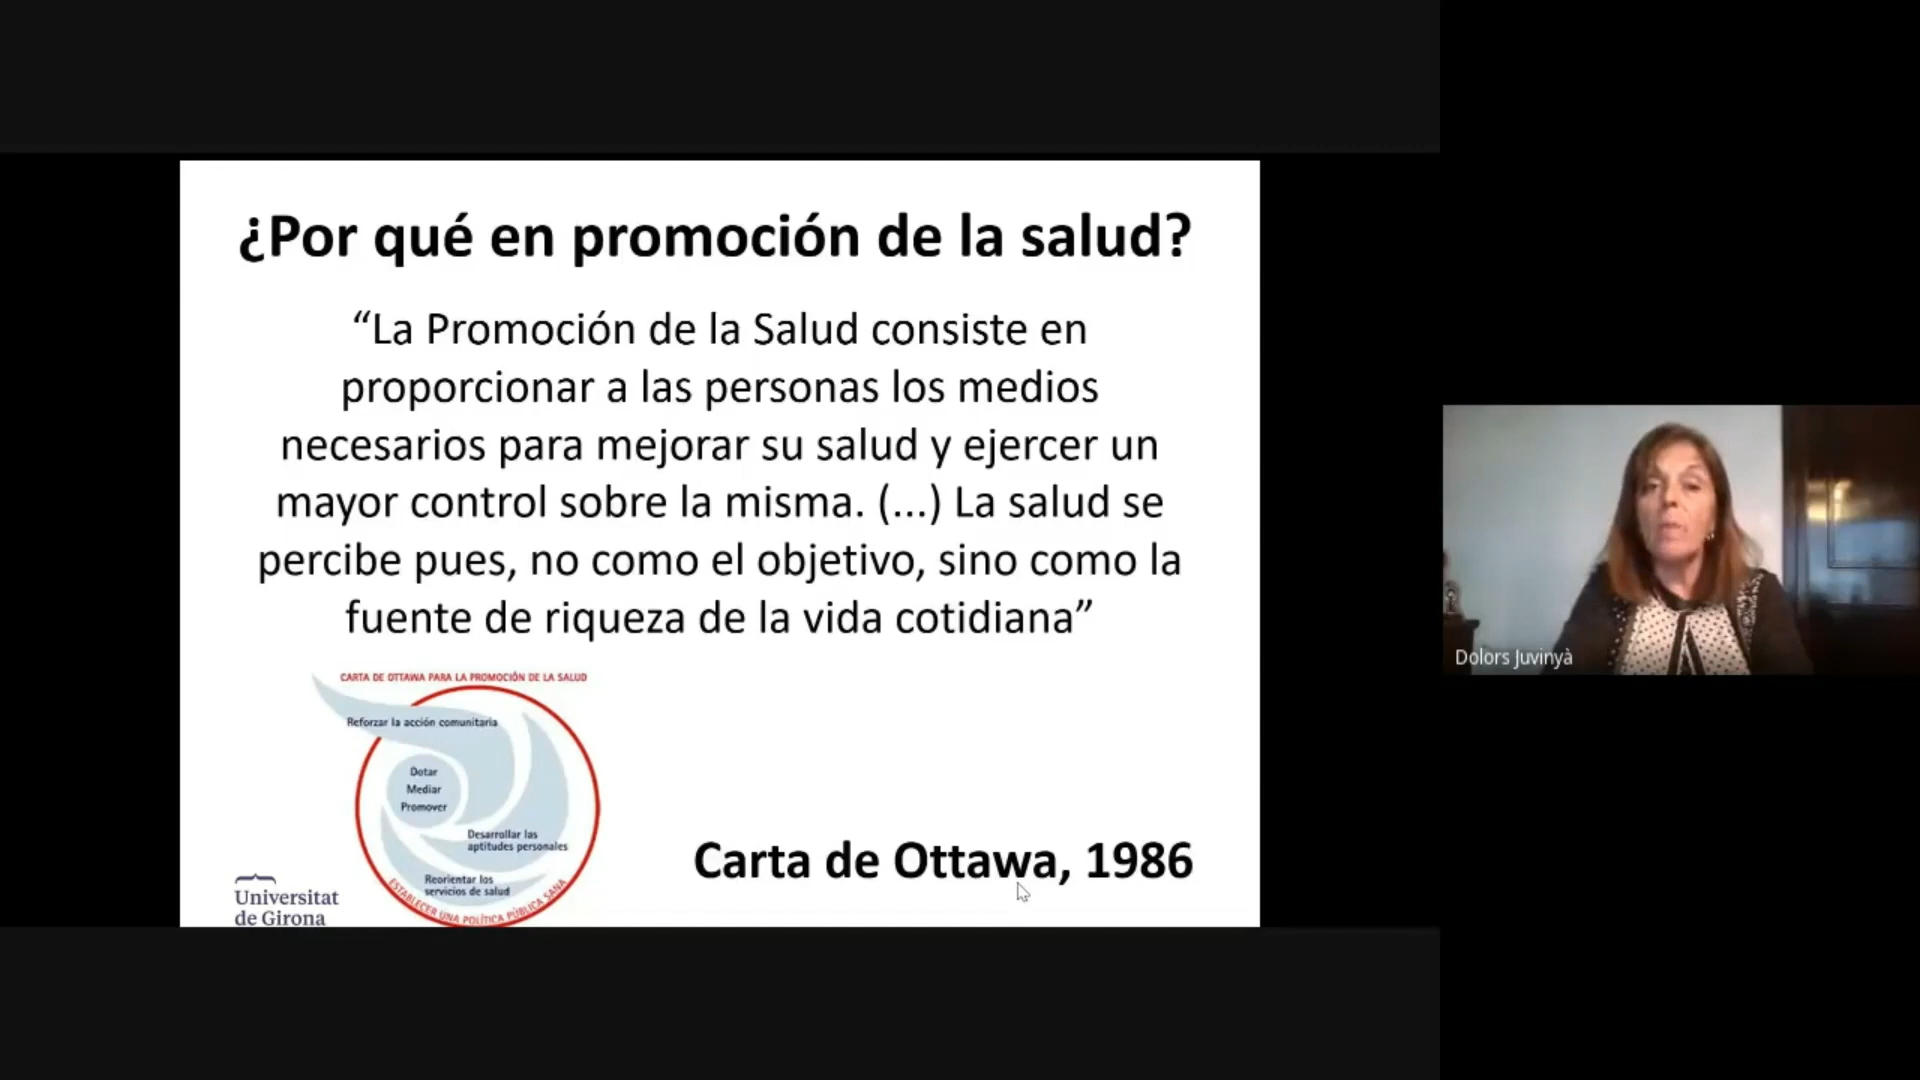 ¿Por qué en promoción de la salud?
“La Promoción de la Salud consiste en
proporcionar a las personas los medios
necesarios para mejorar su salud y ejercer un
mayor control sobre la misma. (...) La salud se
percibe pues, no como el objetivo, sino como la
fuente de riqueza de la vida cotidiana”
CARTA DE OTTAWA PARA LA PROMOCIÓN DE LA SALUD
Reforzar la acción comunitaria
Dotar
Mediar
Promover
Desarrollar las
aptitudes personales
Reorientar los
servicios de salud
ESTABLECER UNA POLÍTICA PÚBLICA SANA
Universitat
de Girona
Carta de Ottawa, 1986
Dolors Juvinyà